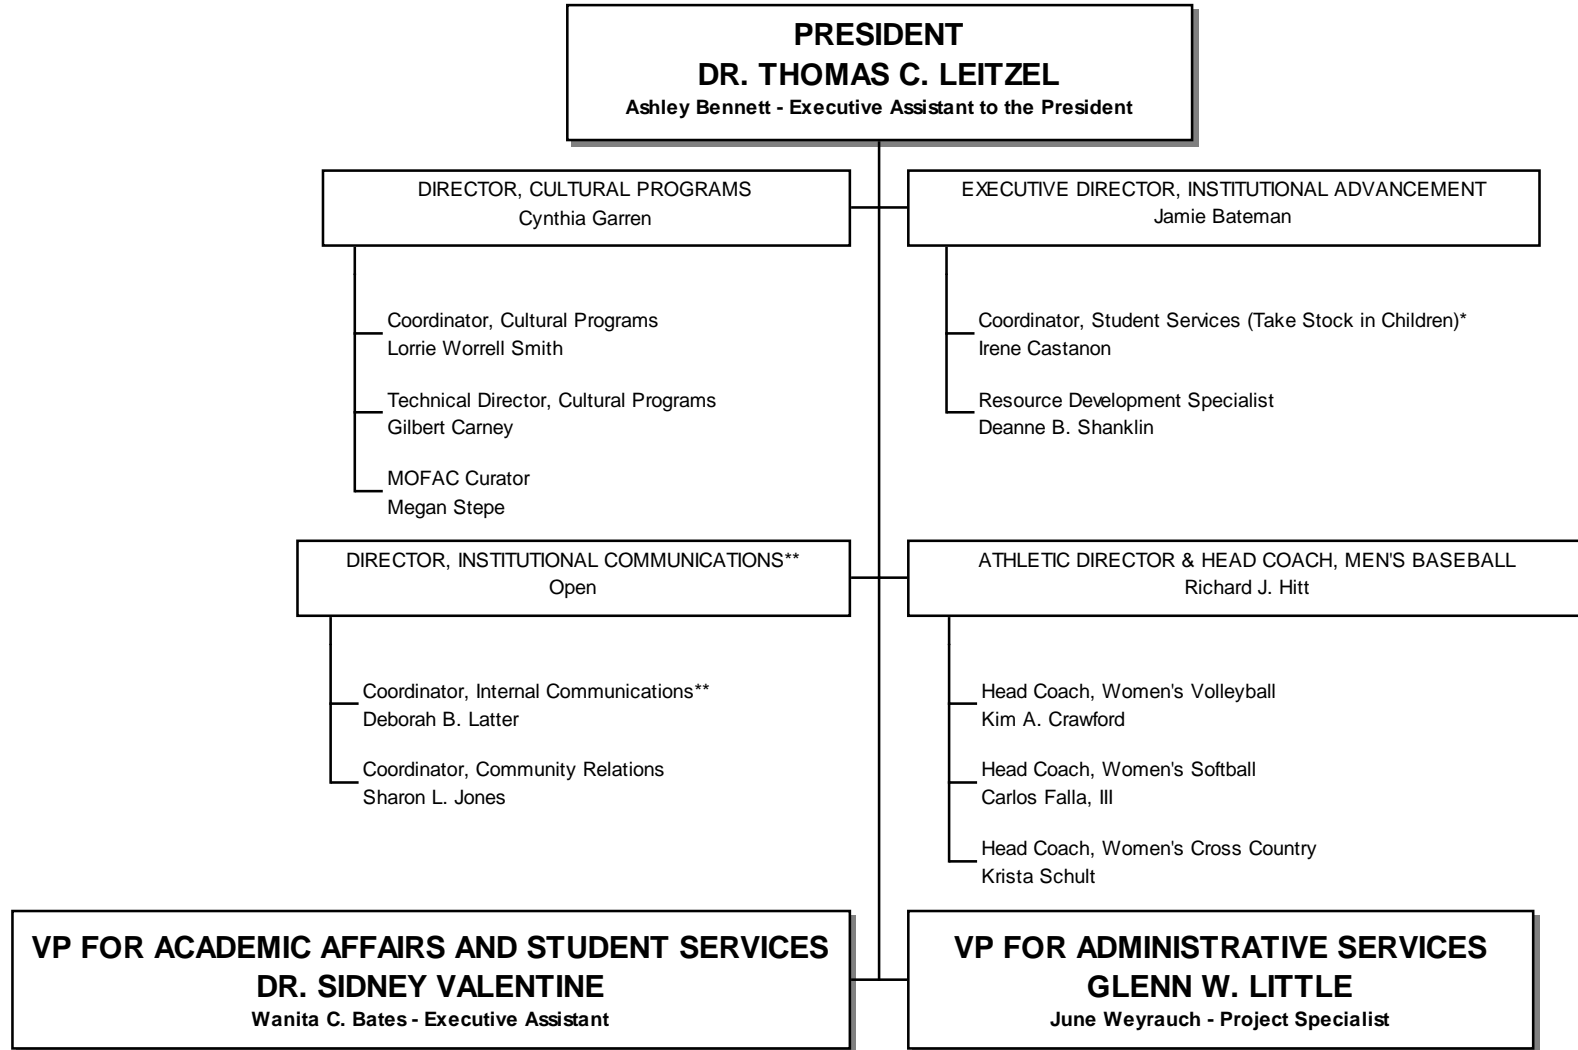 PRESIDENT
DR. THOMAS C. LEITZEL
Ashley Bennett - Executive Assistant to the President
DIRECTOR, CULTURAL PROGRAMS
Cynthia Garren
Coordinator, Cultural Programs
Lorrie Worrell Smith
Technical Director, Cultural Programs
Gilbert Carney
MOFAC Curator
Megan Stepe
EXECUTIVE DIRECTOR, INSTITUTIONAL ADVANCEMENT
Jamie Bateman
Coordinator, Student Services (Take Stock in Children)*
Irene Castanon
Resource Development Specialist
Deanne B. Shanklin
DIRECTOR, INSTITUTIONAL COMMUNICATIONS**
Open
Coordinator, Internal Communications**
Deborah B. Latter
Coordinator, Community Relations
Sharon L. Jones
ATHLETIC DIRECTOR & HEAD COACH, MEN'S BASEBALL
Richard J. Hitt
Head Coach, Women's Volleyball
Kim A. Crawford
Head Coach, Women's Softball
Carlos Falla, III
Head Coach, Women's Cross Country
Krista Schult
VP FOR ACADEMIC AFFAIRS AND STUDENT SERVICES
DR. SIDNEY VALENTINE
Wanita C. Bates - Executive Assistant
VP FOR ADMINISTRATIVE SERVICES
GLENN W. LITTLE
June Weyrauch - Project Specialist